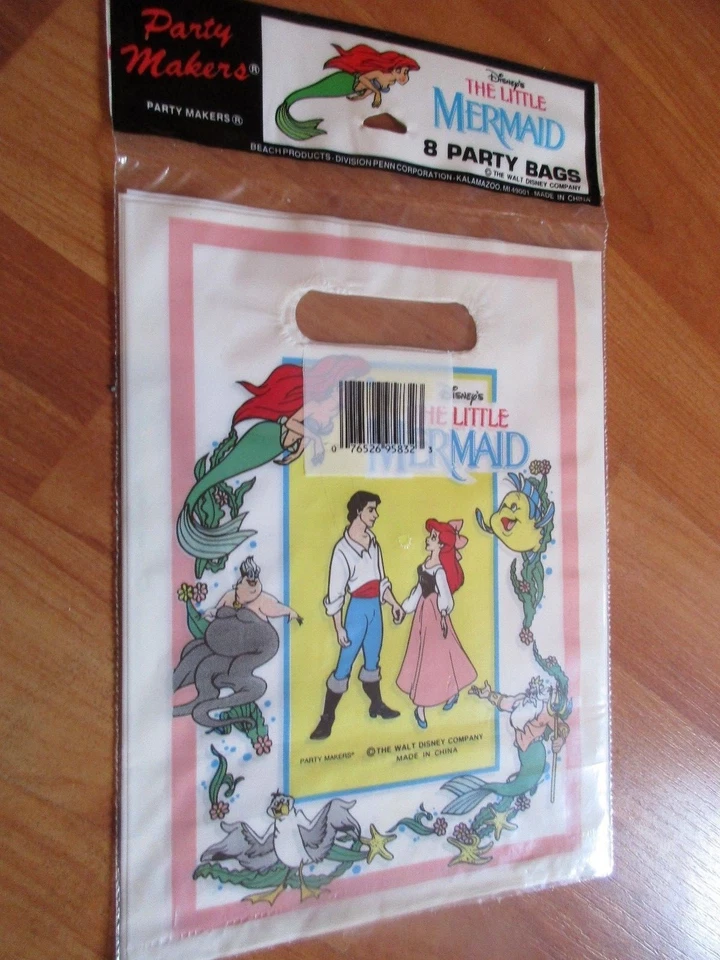 Party
Makers®
PARTY MAKERS®
Disney's
THE LITTLE
MERMAID
8 PARTY BAGS
© THE WALT DISNEY COMPANY
BEACH PRODUCTS · DIVISION PENN CORPORATION · KALAMAZOO, MI 49001 · MADE IN CHINA
Disney's
THE LITTLE
MERMAID
0 76526 95832 3
PARTY MAKERS® © THE WALT DISNEY COMPANY
MADE IN CHINA